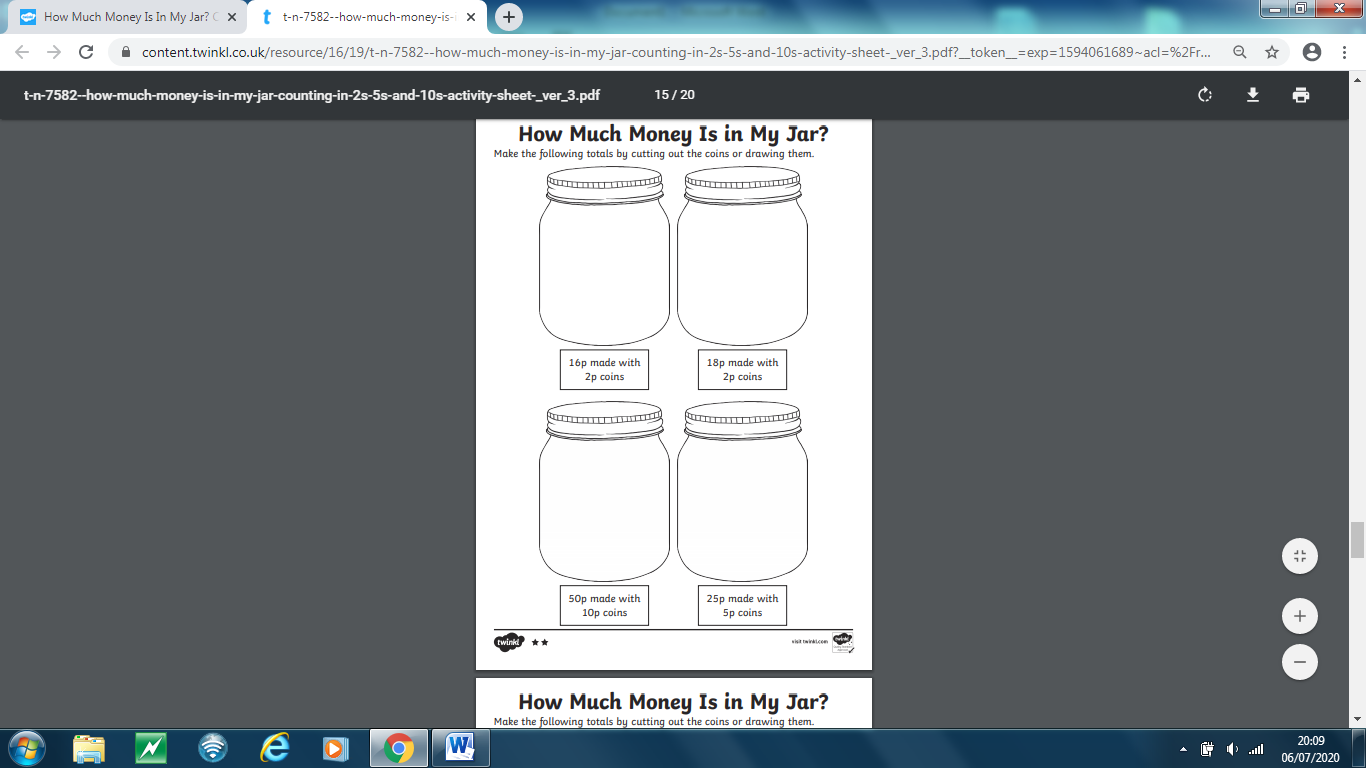 How Much Money Is In My Jar? C
t-n-7582--how-much-money-is-
content.twinkl.co.uk/resource/16/19/t-n-7582--how-much-money-is-in-my-jar-counting-in-2s-5s-and-10s-activity-sheet-_ver_3.pdf?__token__=exp=1594061689~acl=%2Fr...
t-n-7582--how-much-money-is-in-my-jar-counting-in-2s-5s-and-10s-activity-sheet-_ver_3.pdf
15 / 20
How Much Money Is in My Jar?
Make the following totals by cutting out the coins or drawing them.
16p made with
2p coins
18p made with
2p coins
50p made with
10p coins
25p made with
5p coins
twinkl
visit twinkl.com
twinkl
How Much Money Is in My Jar?
Make the following totals by cutting out the coins or drawing them.
20:09
06/07/2020